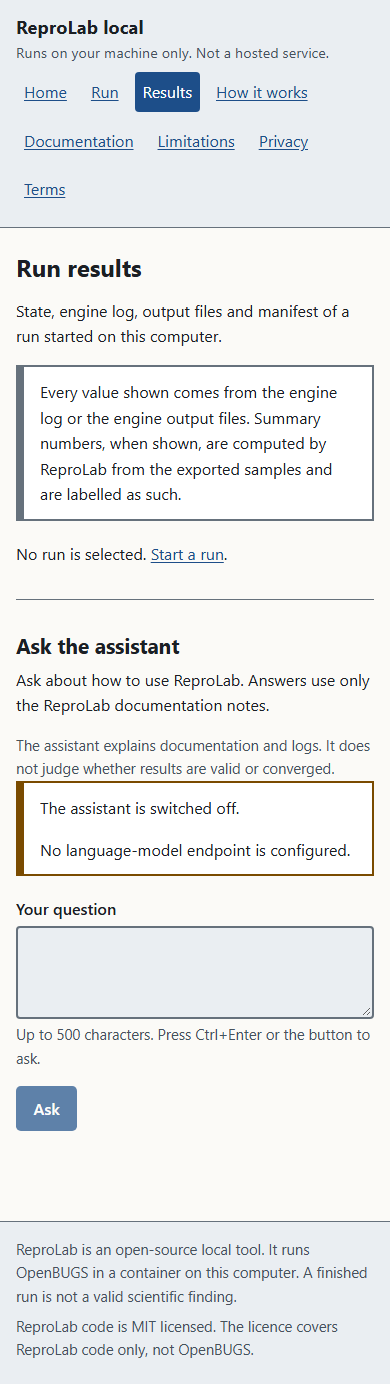 ReproLab local
Runs on your machine only. Not a hosted service.
Home Run Results How it works
Documentation Limitations Privacy
Terms
Run results
State, engine log, output files and manifest of a
run started on this computer.
Every value shown comes from the engine
log or the engine output files. Summary
numbers, when shown, are computed by
ReproLab from the exported samples and
are labelled as such.
No run is selected. Start a run.
Ask the assistant
Ask about how to use ReproLab. Answers use only
the ReproLab documentation notes.
The assistant explains documentation and logs. It does
not judge whether results are valid or converged.
The assistant is switched off.
No language-model endpoint is configured.
Your question
Up to 500 characters. Press Ctrl+Enter or the button to
ask.
Ask
ReproLab is an open-source local tool. It runs
OpenBUGS in a container on this computer. A finished
run is not a valid scientific finding.
ReproLab code is MIT licensed. The licence covers
ReproLab code only, not OpenBUGS.